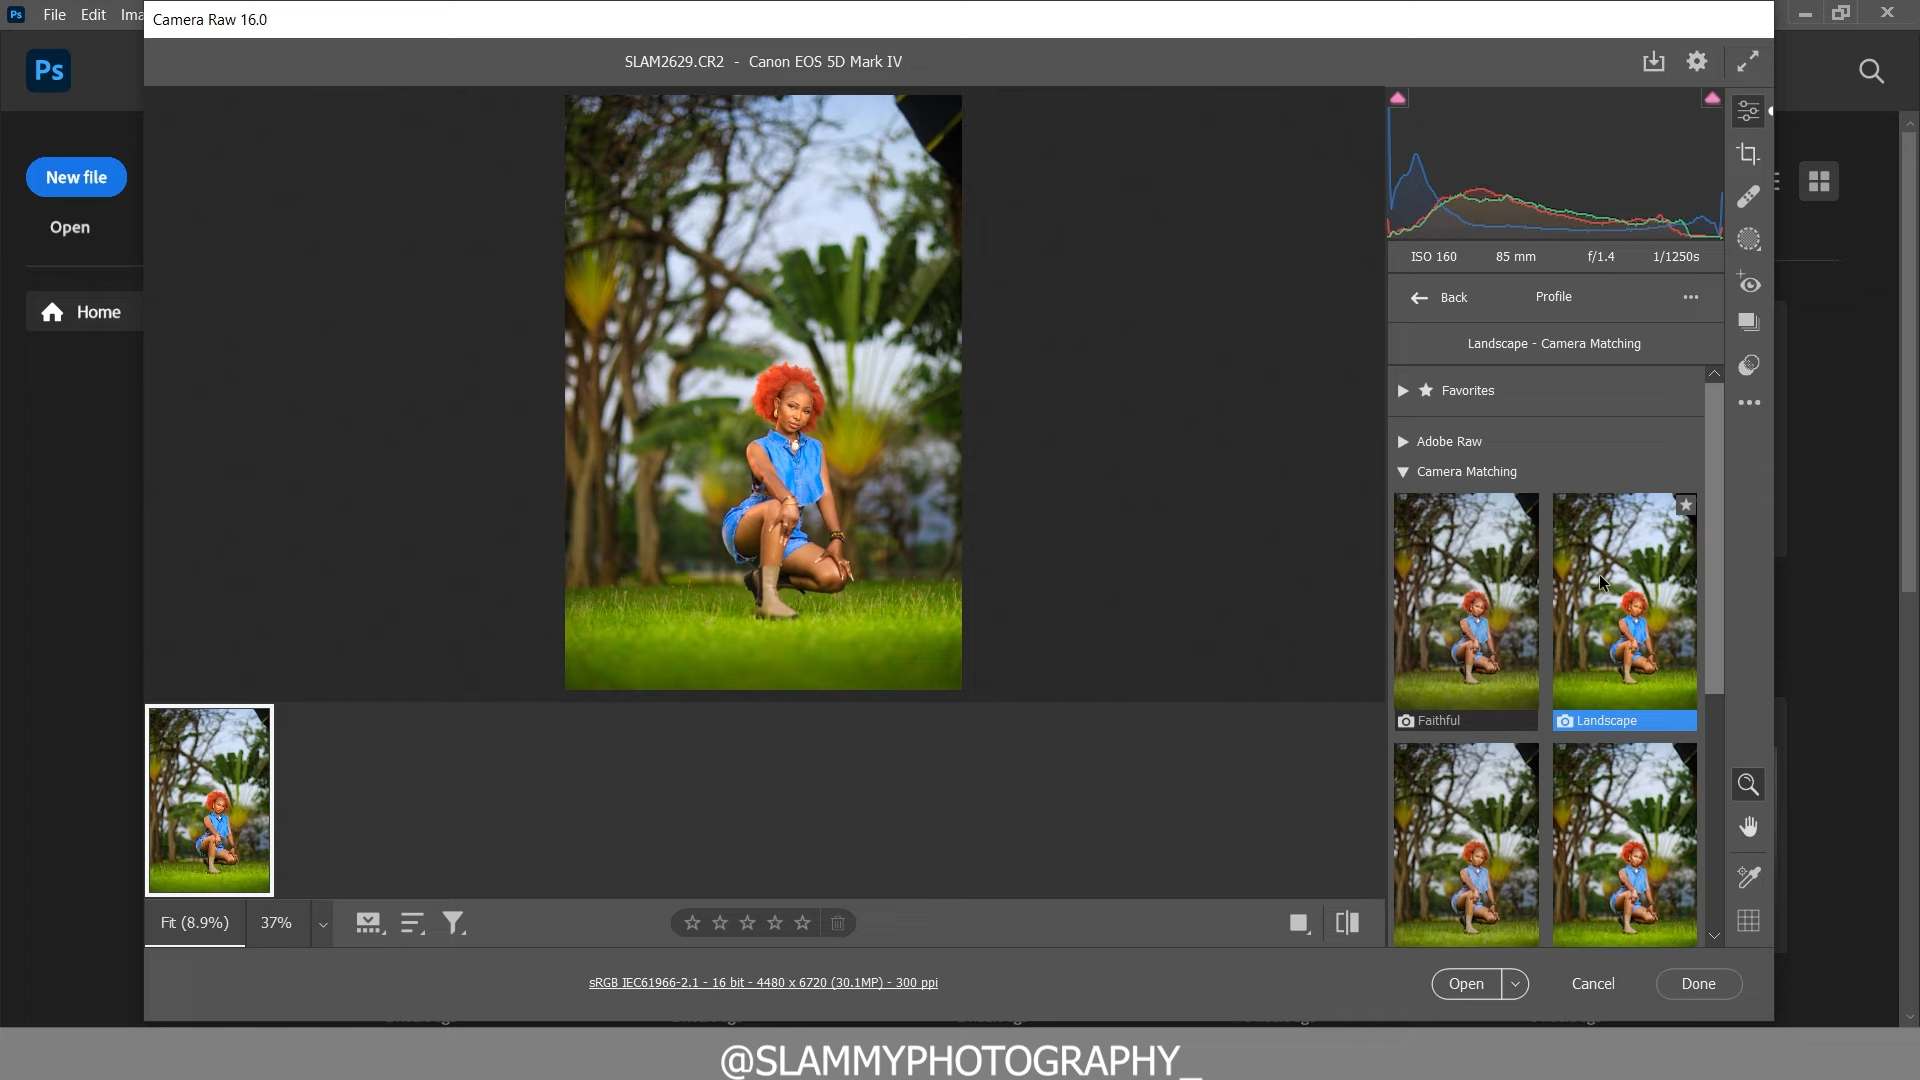 Camera Raw 16.0
Ps File Edit Ima
SLAM2629.CR2 - Canon EOS 5D Mark IV
Ps
New file
Open
Home
ISO 160 85 mm f/1.4 1/1250s
Back Profile
Landscape - Camera Matching
Favorites
Adobe Raw
Camera Matching
Faithful Landscape
Fit (8.9%) 37%
sRGB IEC61966-2.1 - 16 bit - 4480 x 6720 (30.1MP) - 300 ppi
Open Cancel Done
@SLAMMYPHOTOGRAPHY_